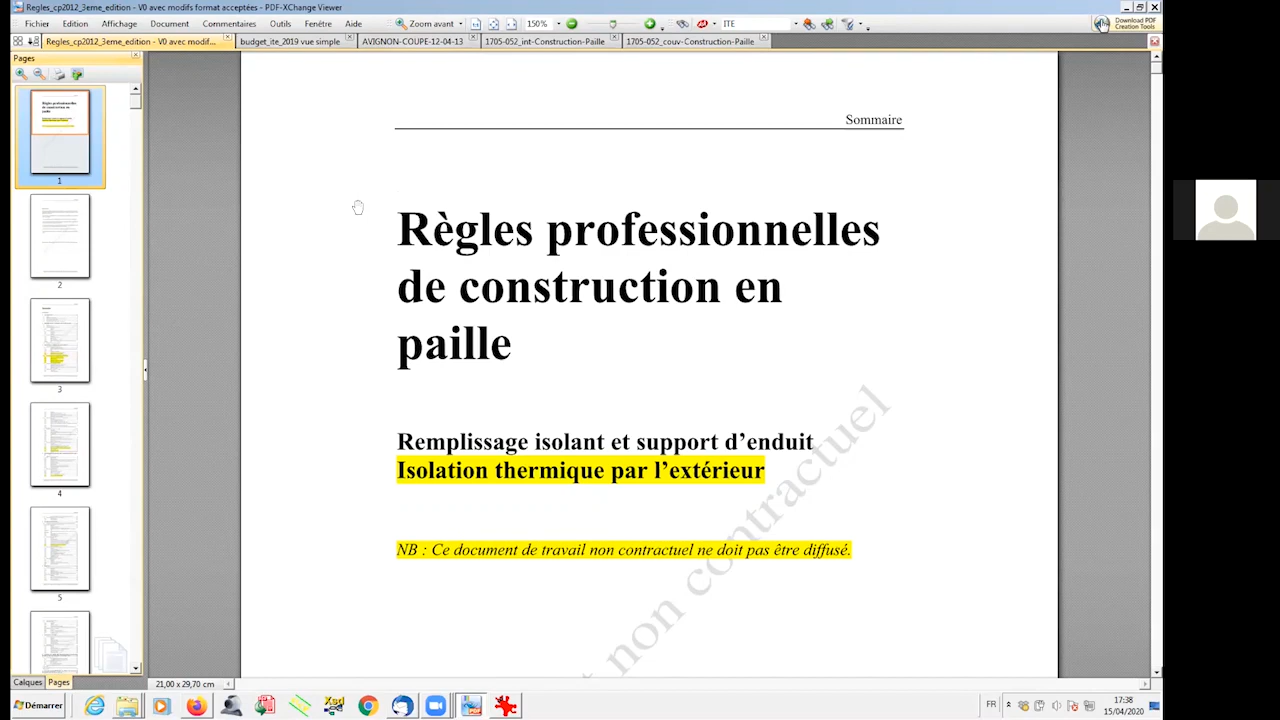 Regles_cp2012_3eme_edition - V0 avec modifs format acceptées - PDF-XChange Viewer
Fichier Edition Affichage Document Commentaires Outils Fenêtre Aide Zoom avant 150% ITE Download PDF
Creation Tools
Regles_cp2012_3eme_edition - V0 avec modif... budget_ite_2019 vue simple AVIGNON-COUPE-12-04-13 1705-052_int-Construction-Paille 1705-052_couv-Construction-Paille
Pages
1
2
3
4
5
Sommaire
Règles professionnelles
de construction en
paille
Remplissage isolant et support d’enduit
Isolation thermique par l’extérieur
NB : Ce document de travail non contractuel ne doit pas être diffusé.
non contractuel
Calques Pages 21,00 x 29,70 cm
Démarrer FR 17:38
15/04/2020